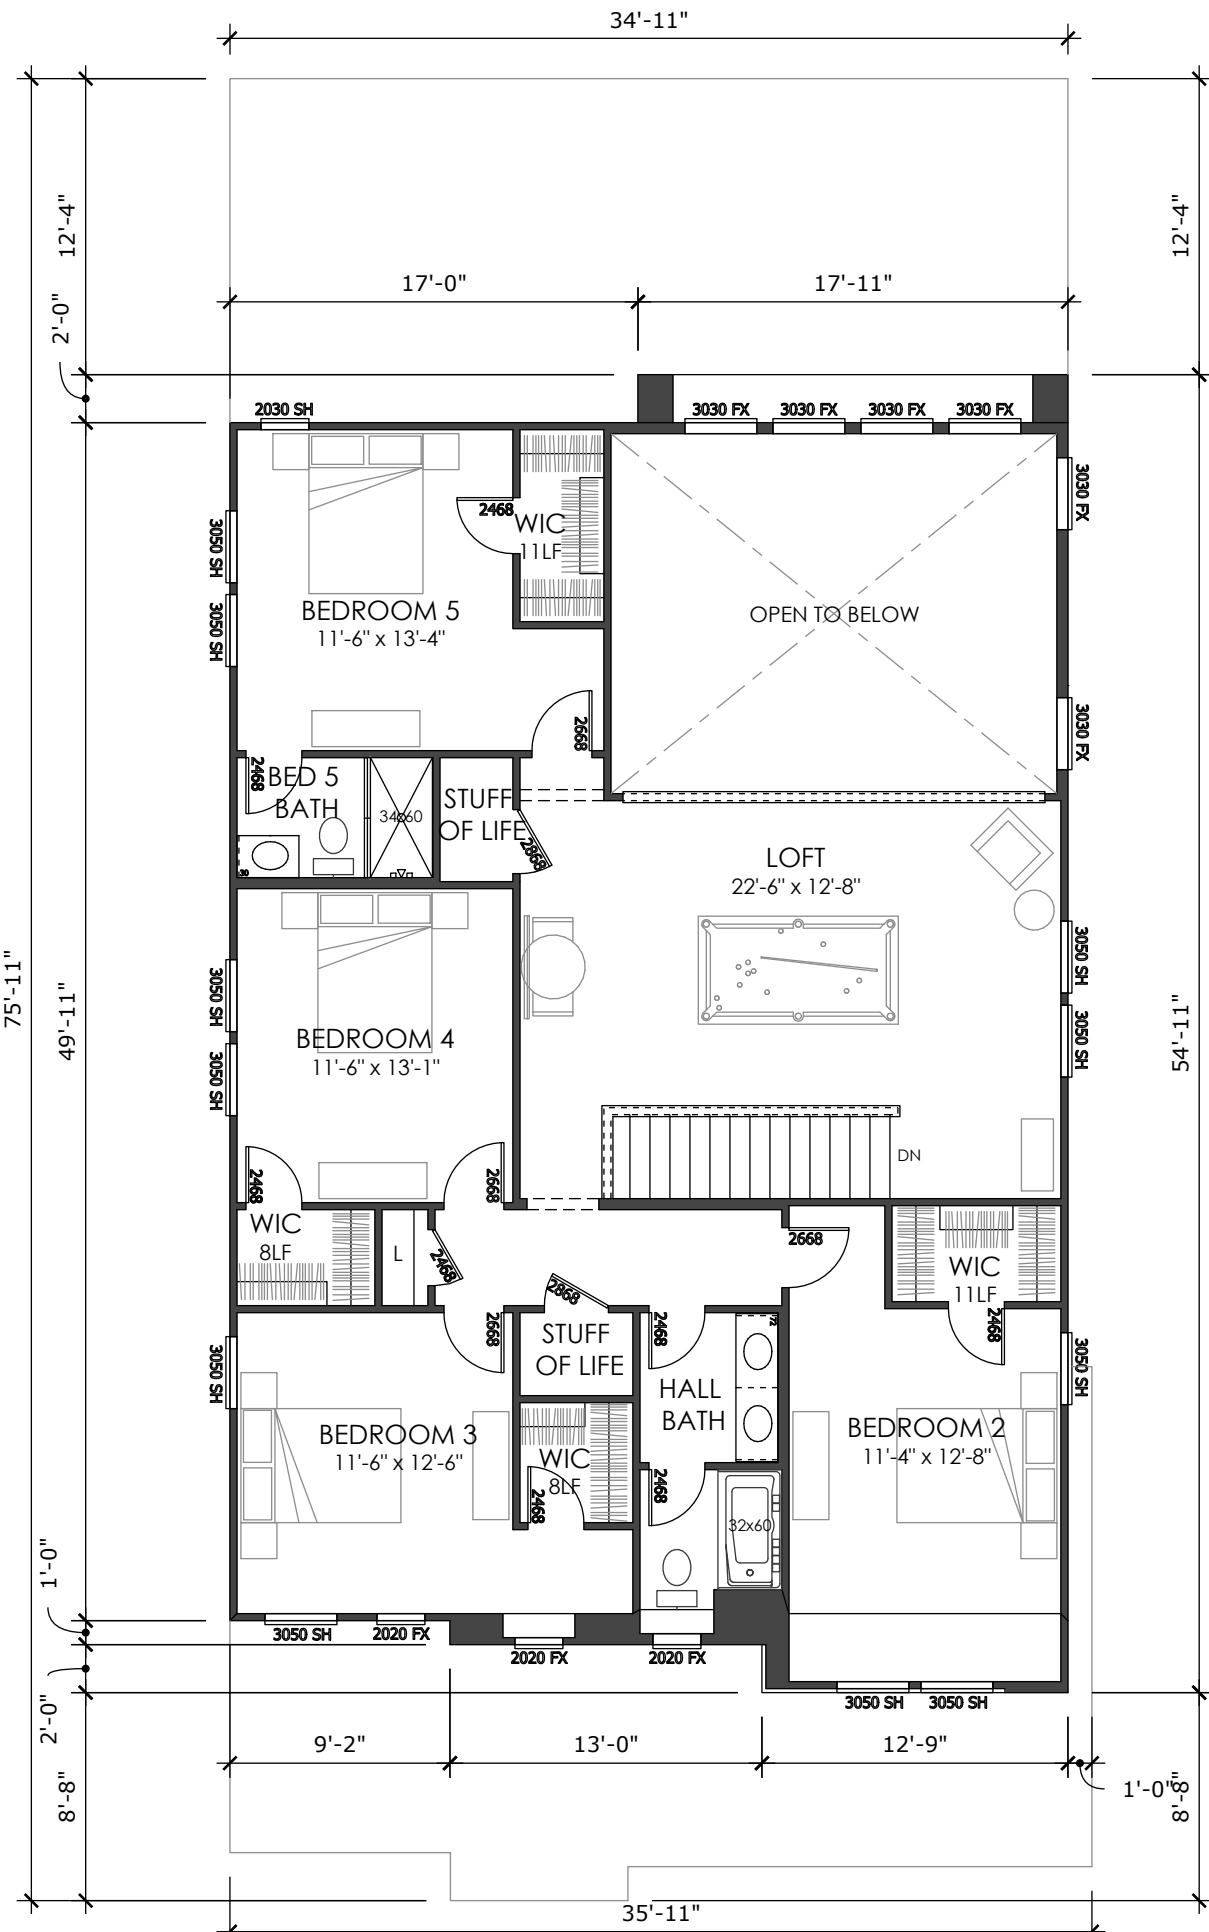 34'-11"
12'-4"
12'-4"
17'-0"
17'-11"
2'-0"
2030 SH
3030 FX
3030 FX
3030 FX
3030 FX
3030 FX
2468
WIC
11LF
3050 SH
3050 SH
BEDROOM 5
11'-6" x 13'-4"
OPEN TO BELOW
2668
3030 FX
2468
BED 5
BATH
34x60
30
STUFF
OF LIFE
2868
LOFT
22'-6" x 12'-8"
75'-11"
49'-11"
54'-11"
3050 SH
3050 SH
3050 SH
3050 SH
BEDROOM 4
11'-6" x 13'-1"
DN
2468
2668
WIC
8LF
L
2468
2668
WIC
11LF
2868
2668
2468
72
2468
STUFF
OF LIFE
3050 SH
3050 SH
HALL
BATH
BEDROOM 3
11'-6" x 12'-6"
WIC
8LF
2468
2468
BEDROOM 2
11'-4" x 12'-8"
32x60
1'-0"
3050 SH
2020 FX
2020 FX
2020 FX
3050 SH
3050 SH
2'-0"
9'-2"
13'-0"
12'-9"
1'-0"
8'-8"
8'-8"
35'-11"